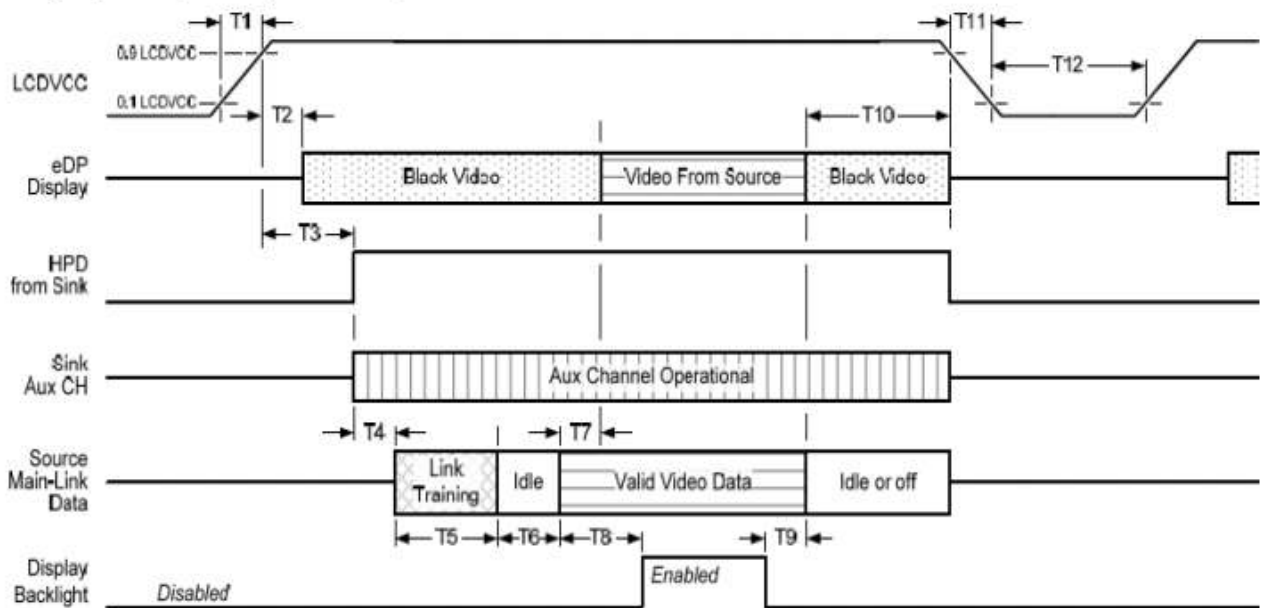 T1
T11
0.9 LCDVCC
LCDVCC
T12
0.1 LCDVCC
T2
T10
eDP
Display
Black Video
Video From Source
Black Video
T3
HPD
from Sink
Sink
Aux CH
Aux Channel Operational
T4
T7
Source
Main-Link
Data
Link
Training
Idle
Valid Video Data
Idle or off
T5
T6
T8
T9
Display
Backlight
Disabled
Enabled